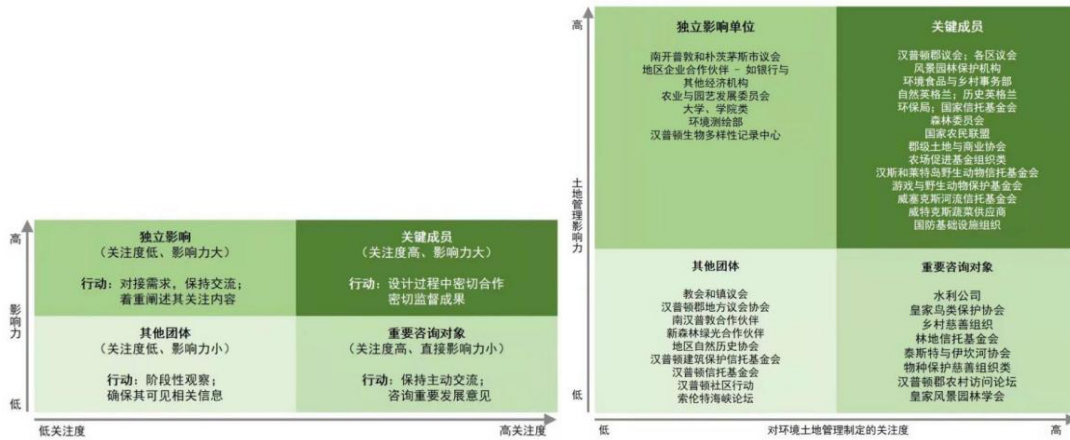 高
影响力
低
独立影响
（关注度低、影响力大）
行动：对接需求，保持交流；
着重阐述其关注内容
关键成员
（关注度高、影响力大）
行动：设计过程中密切合作
密切监督成果
其他团体
（关注度低、影响力小）
行动：阶段性观察；
确保其可见相关信息
重要咨询对象
（关注度高、直接影响力小）
行动：保持主动交流；
咨询重要发展意见
低关注度
高关注度
高
土地管理影响力
低
独立影响单位
南开普敦和朴茨茅斯市议会
地区企业合作伙伴 - 如银行与
其他经济机构
农业与园艺发展委员会
大学、学院类
环境测绘部
汉普顿生物多样性记录中心
关键成员
汉普顿郡议会；各区议会
风景园林保护机构
环境食品与乡村事务部
自然英格兰；历史英格兰
环保局；国家信托基金会
森林委员会
国家农民联盟
郡级土地与商业协会
农场促进基金组织类
汉斯和莱特岛野生动物信托基金会
游戏与野生动物保护基金会
威塞克斯河流信托基金会
威特克斯蔬菜供应商
国防基础设施组织
其他团体
教会和镇议会
汉普顿郡地方议会协会
南汉普敦合作伙伴
新森林绿光合作伙伴
地区自然历史协会
汉普顿建筑保护信托基金会
汉普顿信托基金会
汉普顿社区行动
索伦特海峡论坛
重要咨询对象
水利公司
皇家鸟类保护协会
乡村慈善组织
林地信托基金会
泰斯特与伊坎河协会
物种保护慈善组织类
汉普顿郡农村访问论坛
皇家风景园林学会
低
对环境土地管理制定的关注度
高